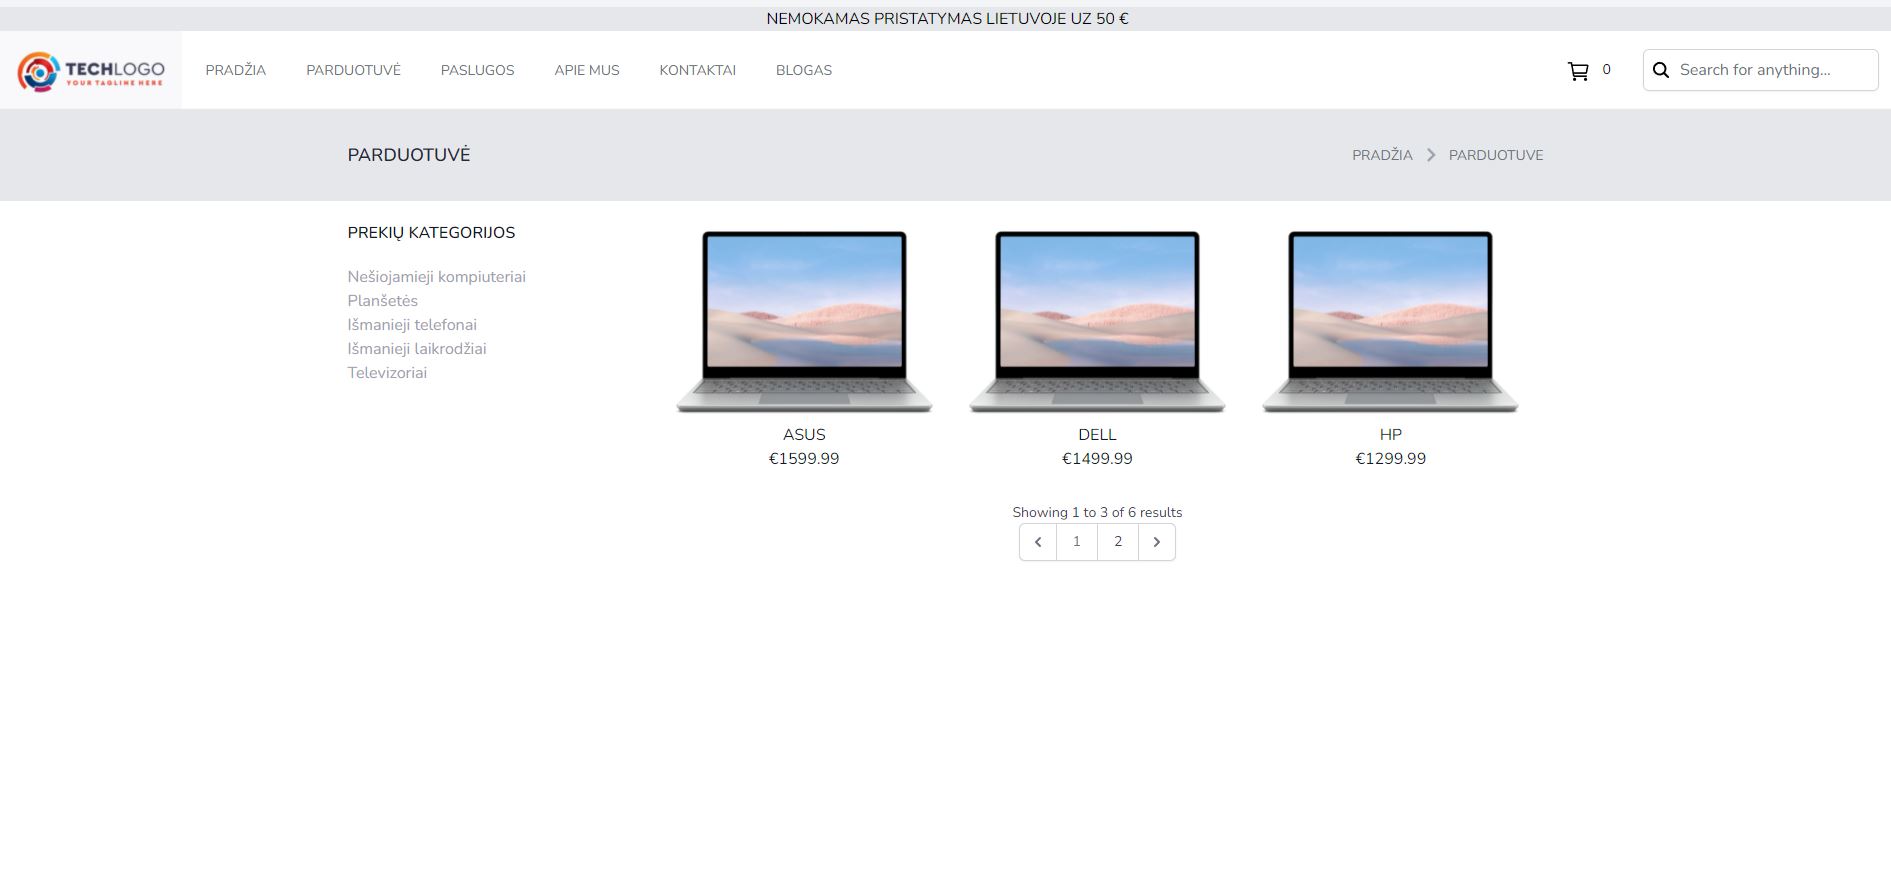 NEMOKAMAS PRISTATYMAS LIETUVOJE UZ 50 €
TECHLOGO
YOUR TAGLINE HERE
PRADŽIA PARDUOTUVĖ PASLUGOS APIE MUS KONTAKTAI BLOGAS
0
Search for anything...
PARDUOTUVĖ
PRADŽIA PARDUOTUVE
PREKIŲ KATEGORIJOS
Nešiojamieji kompiuteriai
Planšetės
Išmanieji telefonai
Išmanieji laikrodžiai
Televizoriai
ASUS
€1599.99
DELL
€1499.99
HP
€1299.99
Showing 1 to 3 of 6 results
1 2